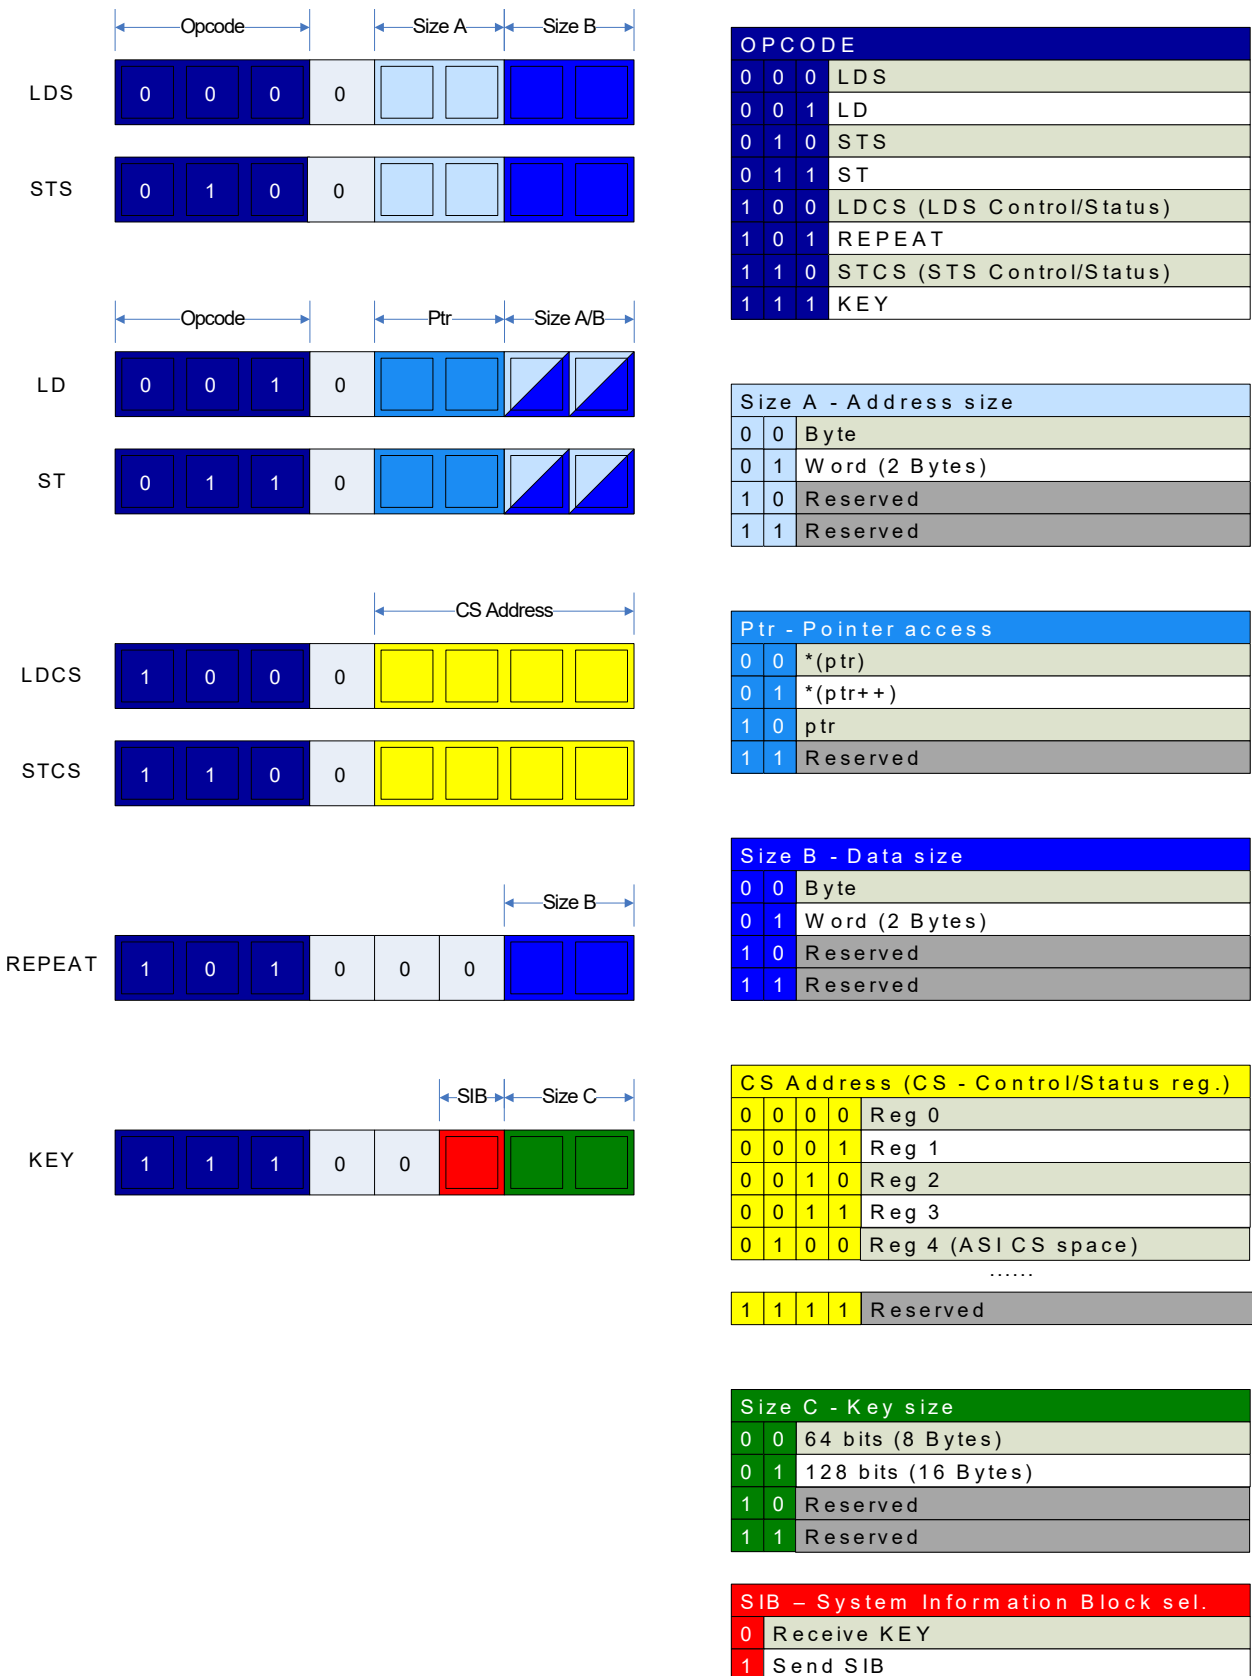 Opcode Size A Size B
LDS 0 0 0 0
STS 0 1 0 0
Opcode Ptr Size A/B
LD 0 0 1 0
ST 0 1 1 0
CS Address
LDCS 1 0 0 0
STCS 1 1 0 0
Size B
REPEAT 1 0 1 0 0 0
SIB Size C
KEY 1 1 1 0 0
OPCODE
0 0 0 LDS
0 0 1 LD
0 1 0 STS
0 1 1 ST
1 0 0 LDCS (LDS Control/Status)
1 0 1 REPEAT
1 1 0 STCS (STS Control/Status)
1 1 1 KEY
Size A - Address size
0 0 Byte
0 1 Word (2 Bytes)
1 0 Reserved
1 1 Reserved
Ptr - Pointer access
0 0 *(ptr)
0 1 *(ptr++)
1 0 ptr
1 1 Reserved
Size B - Data size
0 0 Byte
0 1 Word (2 Bytes)
1 0 Reserved
1 1 Reserved
CS Address (CS - Control/Status reg.)
0 0 0 0 Reg 0
0 0 0 1 Reg 1
0 0 1 0 Reg 2
0 0 1 1 Reg 3
0 1 0 0 Reg 4 (ASI CS space)
......
1 1 1 1 Reserved
Size C - Key size
0 0 64 bits (8 Bytes)
0 1 128 bits (16 Bytes)
1 0 Reserved
1 1 Reserved
SIB – System Information Block sel.
0 Receive KEY
1 Send SIB